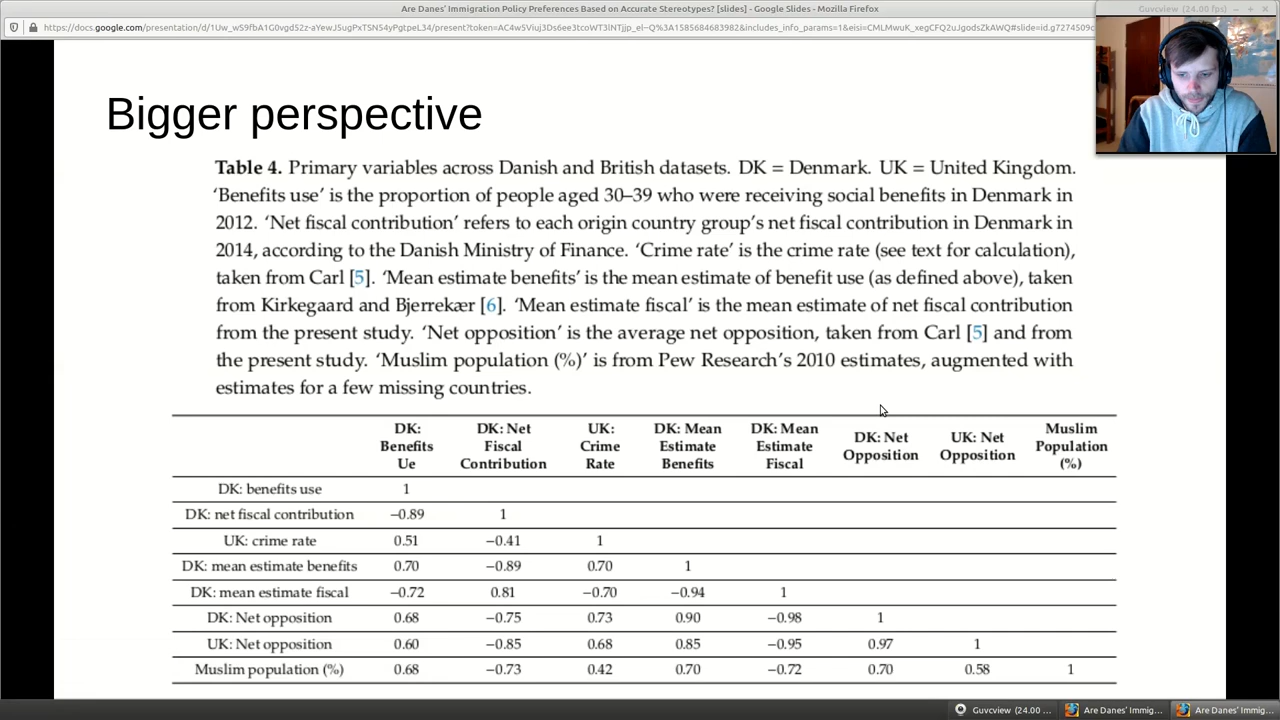 Are Danes' Immigration Policy Preferences Based on Accurate Stereotypes? [slides] - Google Slides - Mozilla Firefox
Guvcview (24.00 fps)
Bigger perspective
Table 4. Primary variables across Danish and British datasets. DK = Denmark. UK = United Kingdom.
‘Benefits use’ is the proportion of people aged 30–39 who were receiving social benefits in Denmark in
2012. ‘Net fiscal contribution’ refers to each origin country group’s net fiscal contribution in Denmark in
2014, according to the Danish Ministry of Finance. ‘Crime rate’ is the crime rate (see text for calculation),
taken from Carl [5]. ‘Mean estimate benefits’ is the mean estimate of benefit use (as defined above), taken
from Kirkegaard and Bjerrekær [6]. ‘Mean estimate fiscal’ is the mean estimate of net fiscal contribution
from the present study. ‘Net opposition’ is the average net opposition, taken from Carl [5] and from
the present study. ‘Muslim population (%)’ is from Pew Research’s 2010 estimates, augmented with
estimates for a few missing countries.
DK: Benefits Ue DK: Net Fiscal Contribution UK: Crime Rate DK: Mean Estimate Benefits DK: Mean Estimate Fiscal DK: Net Opposition UK: Net Opposition Muslim Population (%)
DK: benefits use 1
DK: net fiscal contribution −0.89 1
UK: crime rate 0.51 −0.41 1
DK: mean estimate benefits 0.70 −0.89 0.70 1
DK: mean estimate fiscal −0.72 0.81 −0.70 −0.94 1
DK: Net opposition 0.68 −0.75 0.73 0.90 −0.98 1
UK: Net opposition 0.60 −0.85 0.68 0.85 −0.95 0.97 1
Muslim population (%) 0.68 −0.73 0.42 0.70 −0.72 0.70 0.58 1
Guvcview (24.00 ... Are Danes' Immig... Are Danes' Immig...